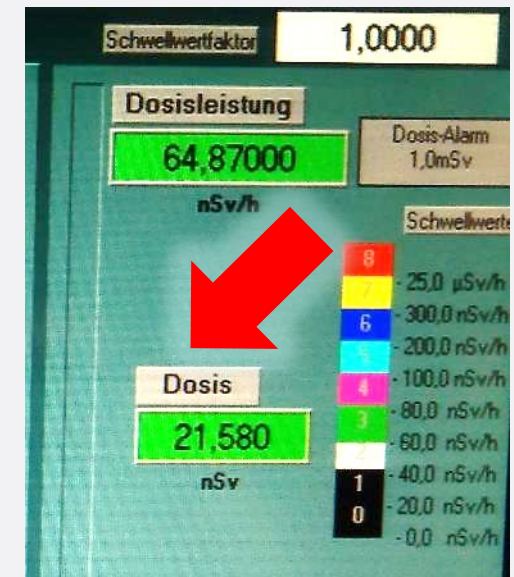 Schwellwertfaktor 1,0000
Dosisleistung
64,87000
nSv/h
Dosis-Alarm
1,0mSv
Schwellwerte
8
7
- 25,0 µSv/h
6
- 300,0 nSv/h
5
- 200,0 nSv/h
4
- 100,0 nSv/h
3
- 80,0 nSv/h
2
- 60,0 nSv/h
1
- 40,0 nSv/h
0
- 20,0 nSv/h
- 0,0 nSv/h
Dosis
21,580
nSv